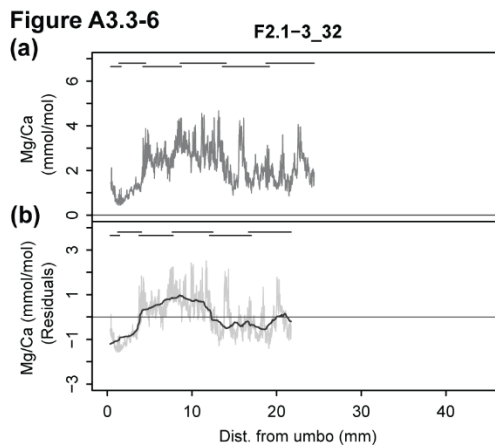 Figure A3.3-6
F2.1−3_32
(a)
Mg/Ca
(mmol/mol)
6
4
2
0
(b)
Mg/Ca (mmol/mol)
(Residuals)
3
1
−1
−3
0 10 20 30 40
Dist. from umbo (mm)